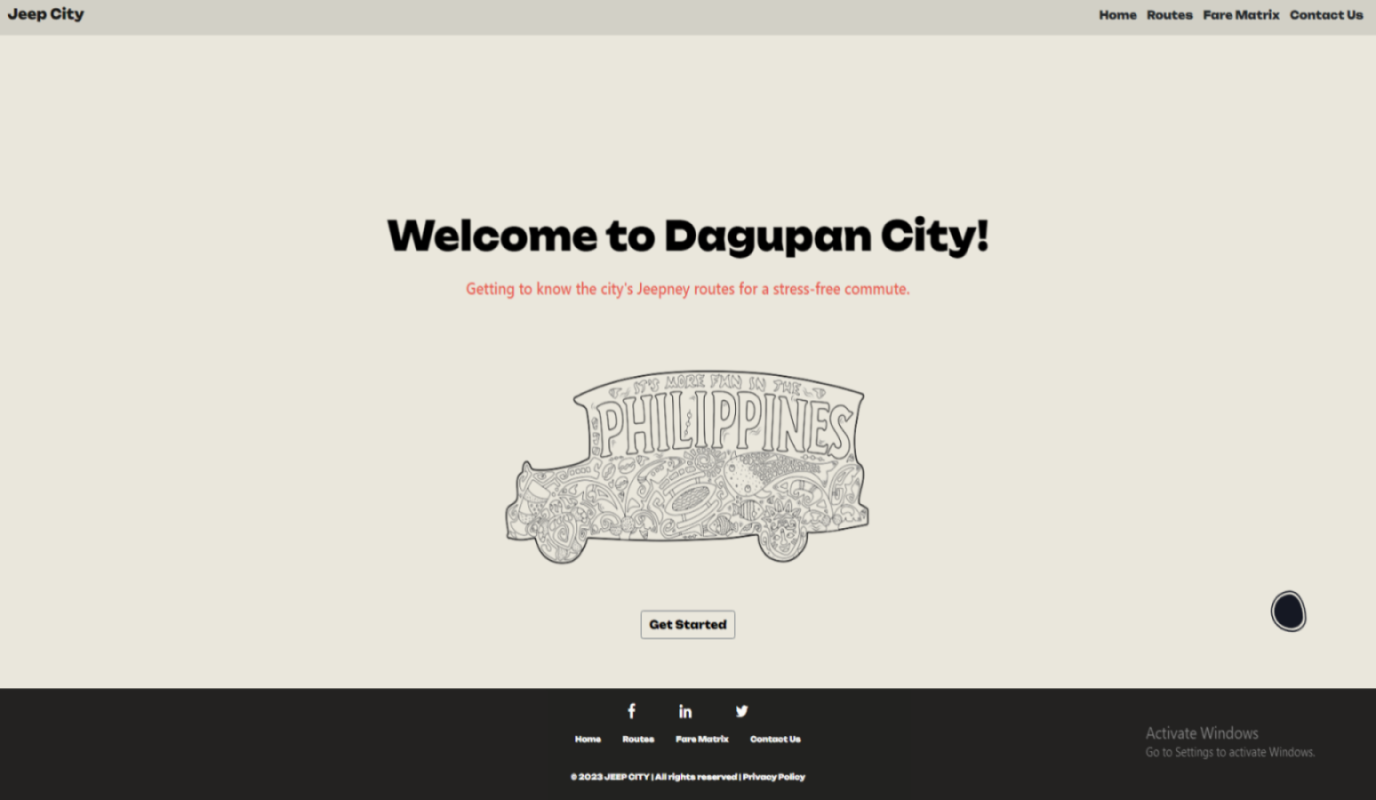 Jeep City Home Routes Fare Matrix Contact Us
Welcome to Dagupan City!
Getting to know the city's Jeepney routes for a stress-free commute.
IT'S MORE FUN IN THE
PHILIPPINES
Get Started
f in
Home Routes Fare Matrix Contact Us
Activate Windows
Go to Settings to activate Windows.
© 2023 JEEP CITY | All rights reserved | Privacy Policy